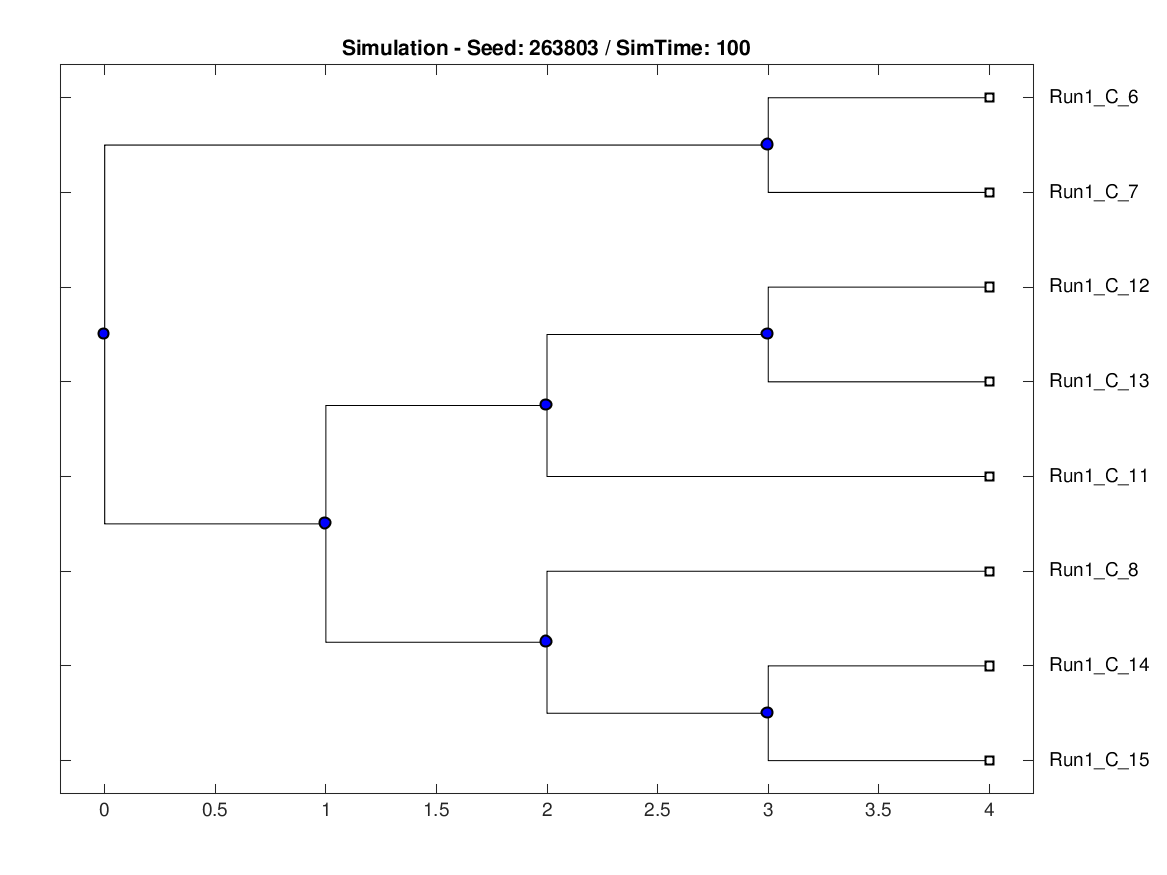 Simulation - Seed: 263803 / SimTime: 100
Run1_C_6
Run1_C_7
Run1_C_12
Run1_C_13
Run1_C_11
Run1_C_8
Run1_C_14
Run1_C_15
0 0.5 1 1.5 2 2.5 3 3.5 4